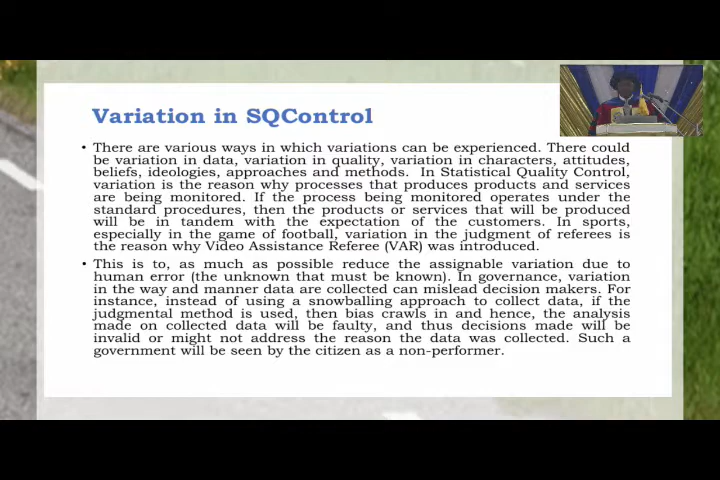 Variation in SQControl
• There are various ways in which variations can be experienced. There could
be variation in data, variation in quality, variation in characters, attitudes,
beliefs, ideologies, approaches and methods. In Statistical Quality Control,
variation is the reason why processes that produces products and services
are being monitored. If the process being monitored operates under the
standard procedures, then the products or services that will be produced
will be in tandem with the expectation of the customers. In sports,
especially in the game of football, variation in the judgment of referees is
the reason why Video Assistance Referee (VAR) was introduced.
• This is to, as much as possible reduce the assignable variation due to
human error (the unknown that must be known). In governance, variation
in the way and manner data are collected can mislead decision makers. For
instance, instead of using a snowballing approach to collect data, if the
judgmental method is used, then bias crawls in and hence, the analysis
made on collected data will be faulty, and thus decisions made will be
invalid or might not address the reason the data was collected. Such a
government will be seen by the citizen as a non-performer.